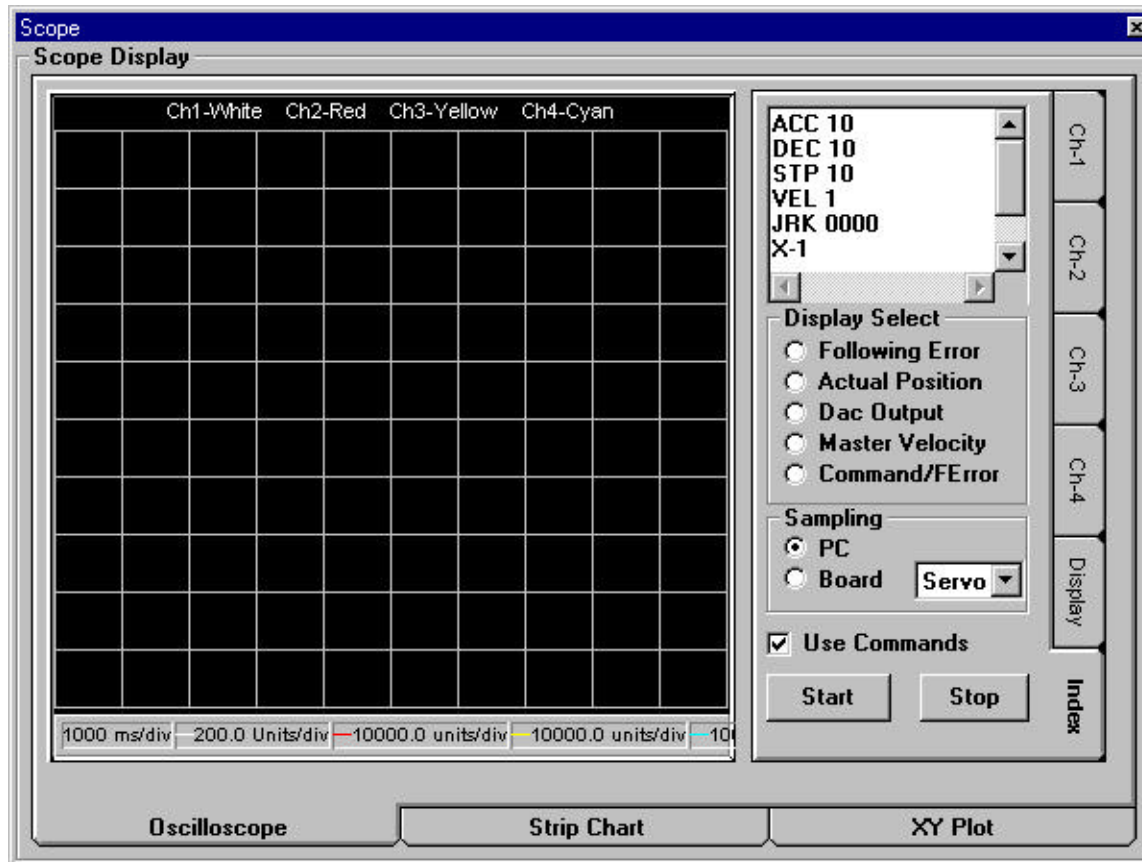 Scope
Scope Display
Ch1-White Ch2-Red Ch3-Yellow Ch4-Cyan
1000 ms/div 200.0 Units/div 10000.0 units/div 10000.0 units/div 10
ACC 10
DEC 10
STP 10
VEL 1
JRK 0000
X-1
Display Select
Following Error
Actual Position
Dac Output
Master Velocity
Command/FError
Sampling
PC
Board Servo
Use Commands
Start Stop
Ch-1
Ch-2
Ch-3
Ch-4
Display
Index
Oscilloscope Strip Chart XY Plot